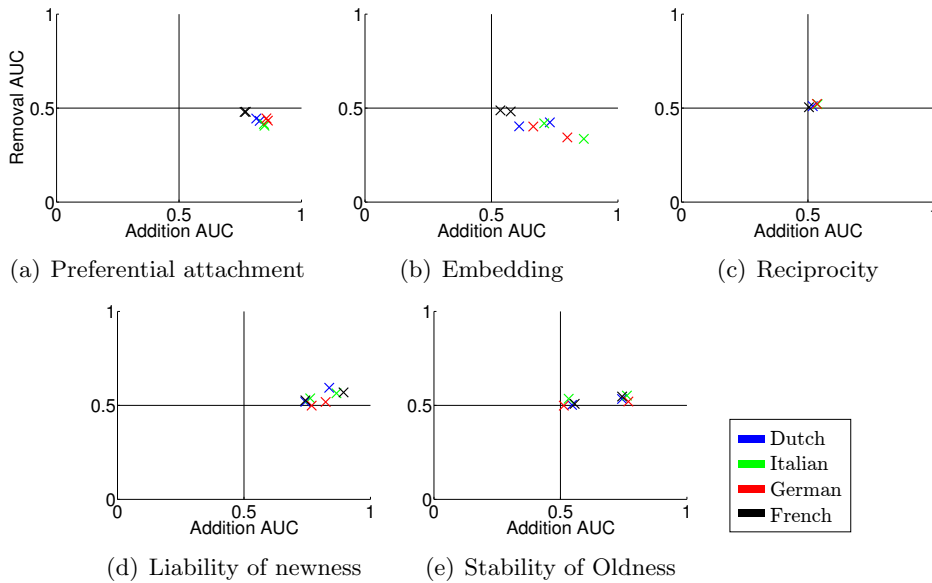 1
1
1
Removal AUC
0.5
0.5
0.5
0
0
0
0
0.5
1
0
0.5
1
0
0.5
1
Addition AUC
Addition AUC
Addition AUC
(a) Preferential attachment
(b) Embedding
(c) Reciprocity
1
1
0.5
0.5
0
0
0
0.5
1
0
0.5
1
Addition AUC
Addition AUC
(d) Liability of newness
(e) Stability of Oldness
Dutch
Italian
German
French